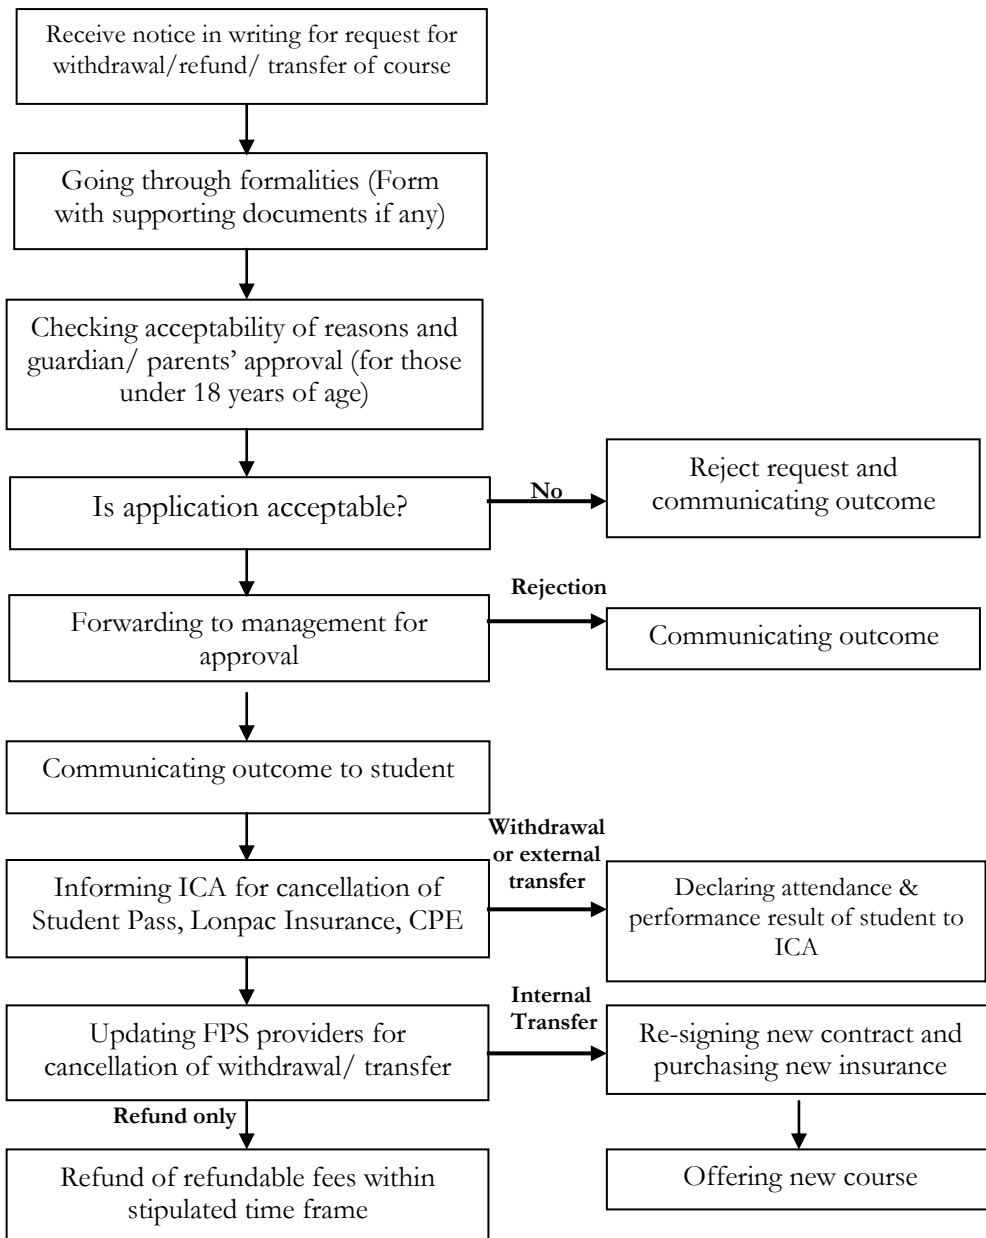 Receive notice in writing for request for
withdrawal/refund/ transfer of course
Going through formalities (Form
with supporting documents if any)
Checking acceptability of reasons and
guardian/ parents’ approval (for those
under 18 years of age)
Is application acceptable?
No
Reject request and
communicating outcome
Forwarding to management for
approval
Rejection
Communicating outcome
Communicating outcome to student
Informing ICA for cancellation of
Student Pass, Lonpac Insurance, CPE
Withdrawal
or external
transfer
Declaring attendance &
performance result of student to
ICA
Updating FPS providers for
cancellation of withdrawal/ transfer
Internal
Transfer
Re-signing new contract and
purchasing new insurance
Refund only
Refund of refundable fees within
stipulated time frame
Offering new course